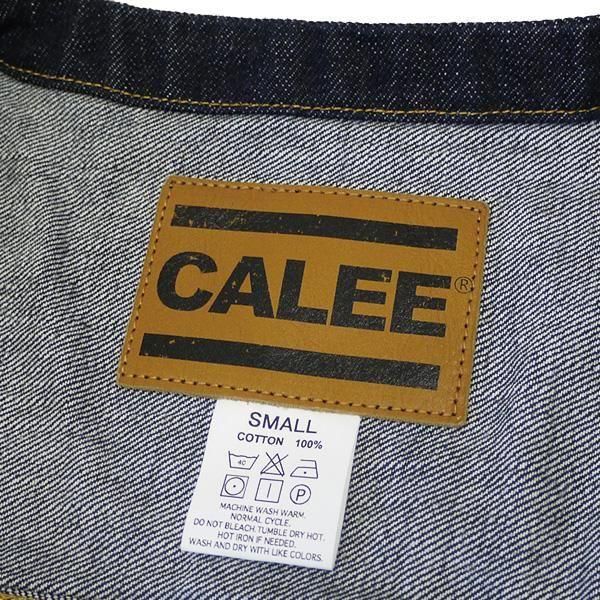 CALEE®
SMALL
COTTON 100%
40
P
MACHINE WASH WARM.
NORMAL CYCLE.
DO NOT BLEACH. TUMBLE DRY HOT.
HOT IRON IF NEEDED.
WASH AND DRY WITH LIKE COLORS.